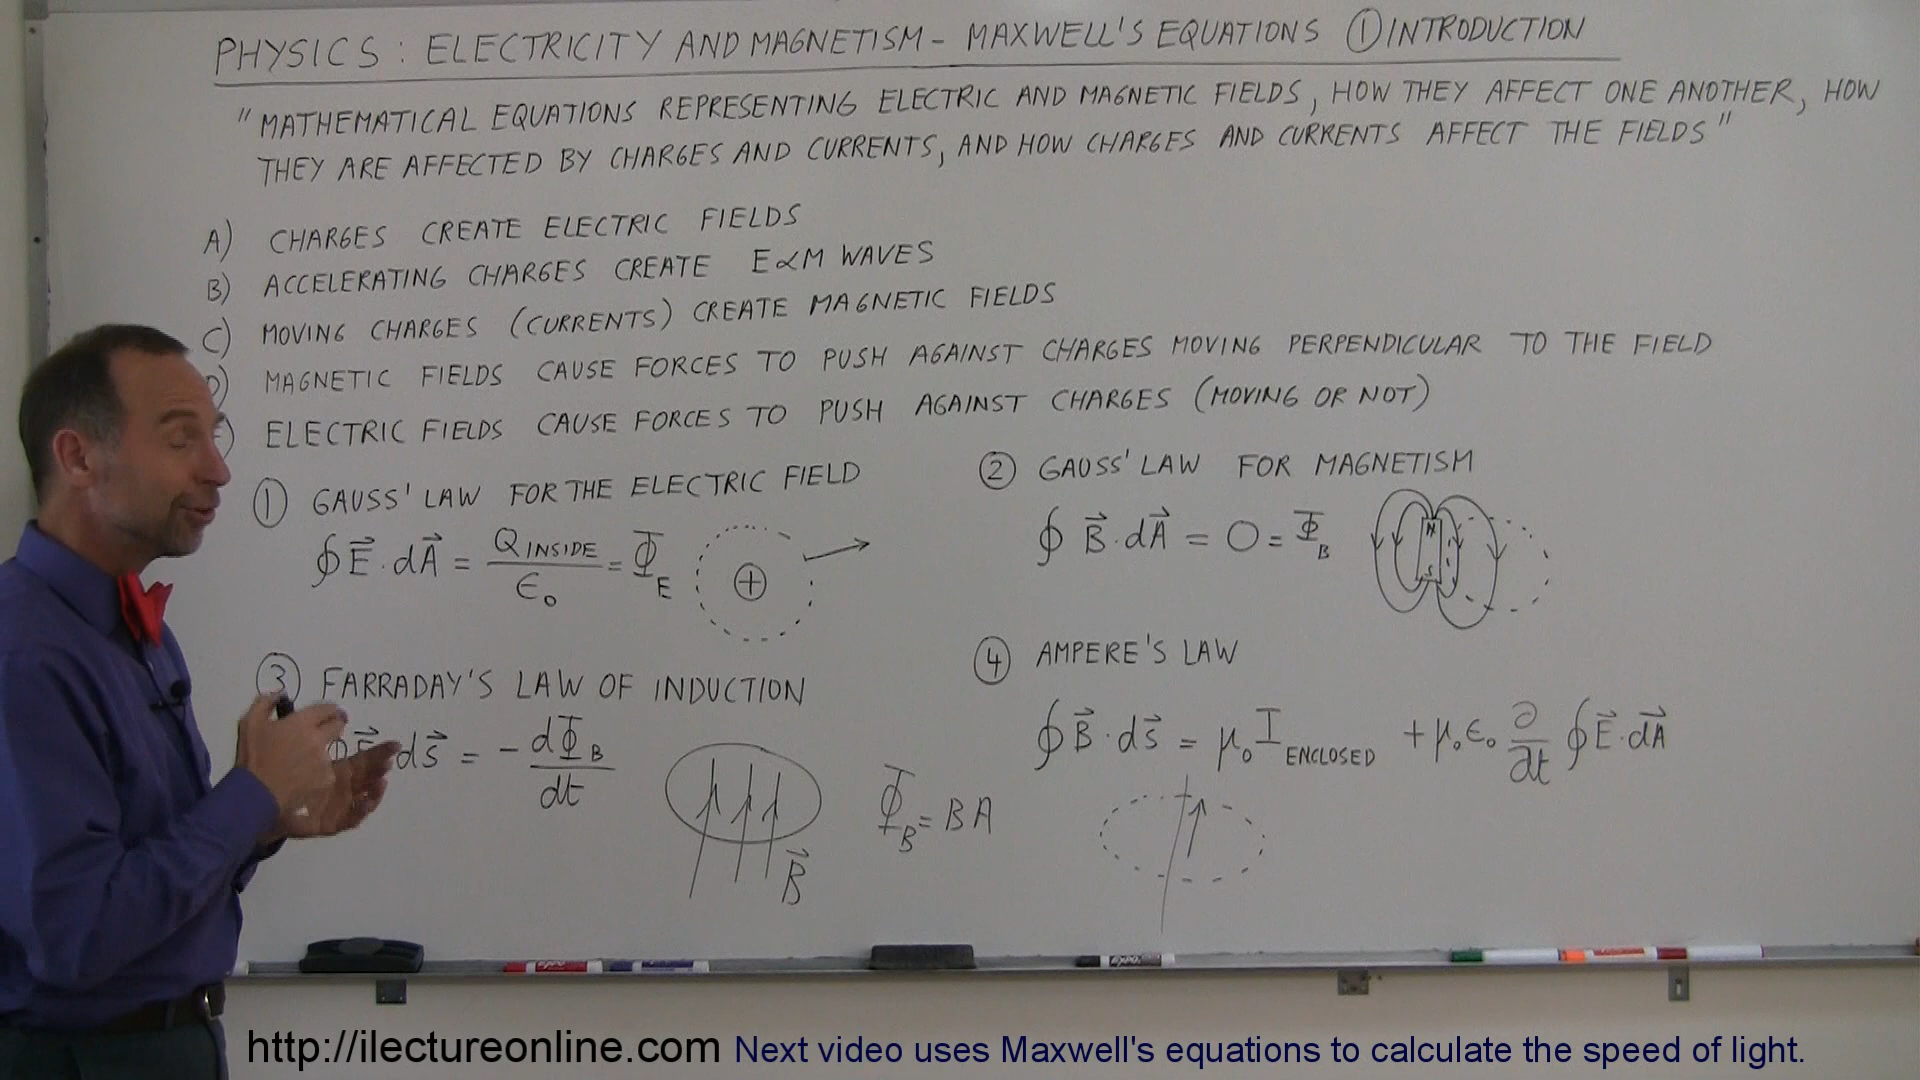 PHYSICS: ELECTRICITY AND MAGNETISM - MAXWELL'S EQUATIONS ① INTRODUCTION
"MATHEMATICAL EQUATIONS REPRESENTING ELECTRIC AND MAGNETIC FIELDS, HOW THEY AFFECT ONE ANOTHER, HOW
THEY ARE AFFECTED BY CHARGES AND CURRENTS, AND HOW CHARGES AND CURRENTS AFFECT THE FIELDS"
A) CHARGES CREATE ELECTRIC FIELDS
B) ACCELERATING CHARGES CREATE E∝M WAVES
C) MOVING CHARGES (CURRENTS) CREATE MAGNETIC FIELDS
D) MAGNETIC FIELDS CAUSE FORCES TO PUSH AGAINST CHARGES MOVING PERPENDICULAR TO THE FIELD
) ELECTRIC FIELDS CAUSE FORCES TO PUSH AGAINST CHARGES (MOVING OR NOT)
① GAUSS' LAW FOR THE ELECTRIC FIELD
∮ E⃗ · dA⃗ = Q INSIDE / ϵ₀ = Φ_E
+
② GAUSS' LAW FOR MAGNETISM
∮ B⃗ · dA⃗ = 0 = Φ_B
N
S
③ FARRADAY'S LAW OF INDUCTION
∮ E⃗ · dS⃗ = - dΦ_B / dt
B⃗
Φ_B = BA
④ AMPERE'S LAW
∮ B⃗ · dS⃗ = μ₀ I ENCLOSED + μ₀ ϵ₀ ∂/∂t ∮ E⃗ · dA⃗
http://ilectureonline.com Next video uses Maxwell's equations to calculate the speed of light.